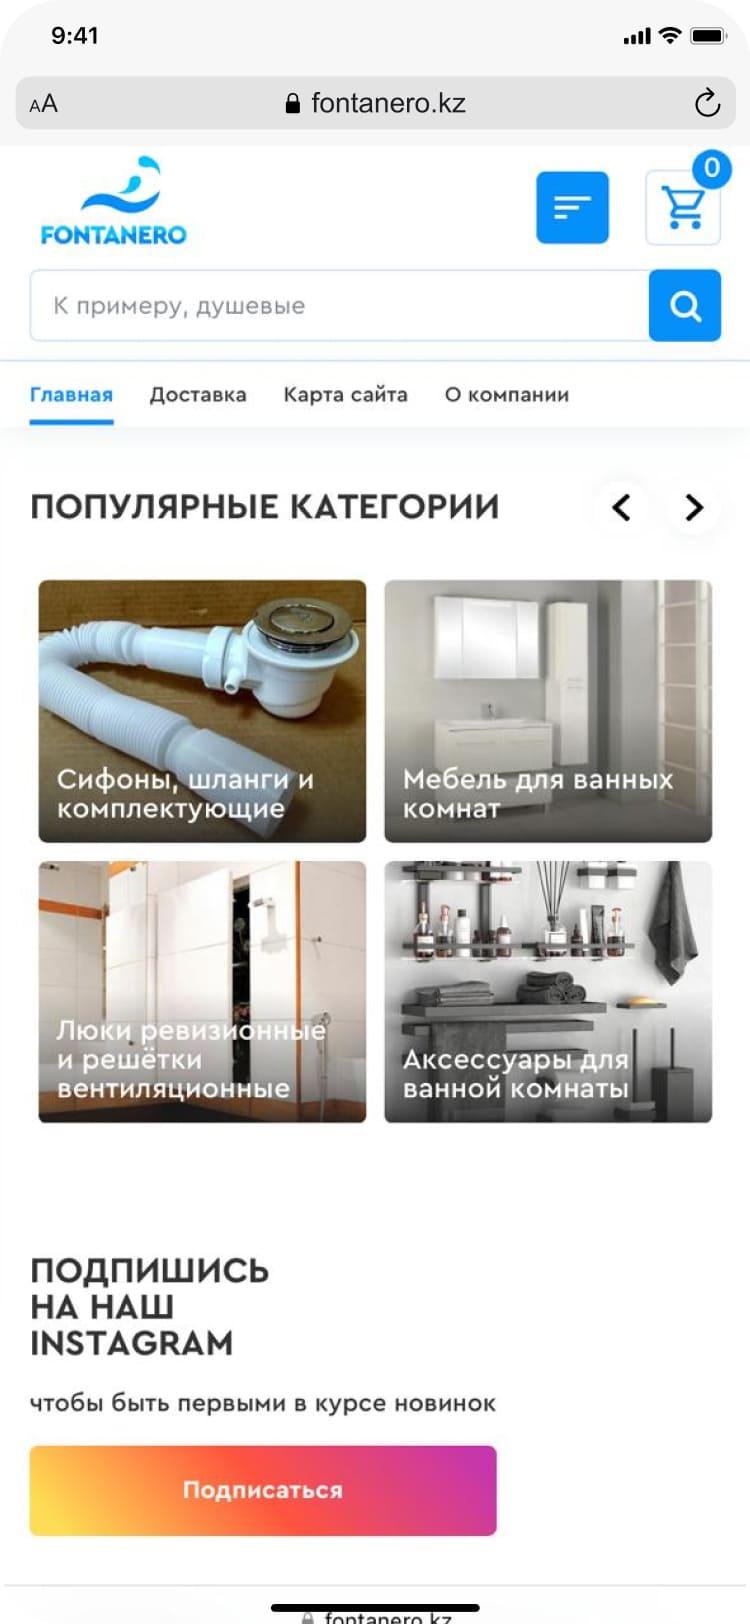 9:41
AA fontanero.kz
0
FONTANERO
К примеру, душевые
Главная Доставка Карта сайта О компании
ПОПУЛЯРНЫЕ КАТЕГОРИИ
Сифоны, шланги и
комплектующие
Мебель для ванных
комнат
Люки ревизионные
и решётки
вентиляционные
Аксессуары для
ванной комнаты
ПОДПИШИСЬ
НА НАШ
INSTAGRAM
чтобы быть первыми в курсе новинок
Подписаться
fontanero.kz